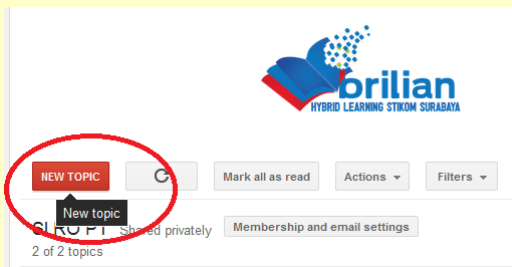 brilian
HYBRID LEARNING STIKOM SURABAYA
NEW TOPIC Mark all as read Actions Filters
New topic
Shared privately Membership and email settings
2 of 2 topics